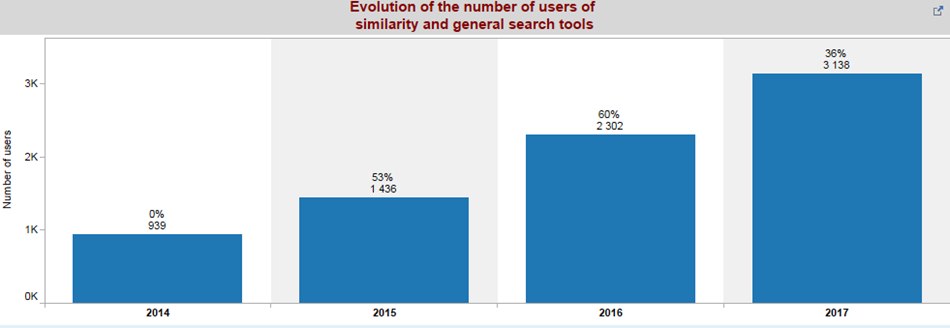 Evolution of the number of users of
similarity and general search tools
Number of users
3K
2K
1K
0K
0%
939
53%
1 436
60%
2 302
36%
3 138
2014
2015
2016
2017